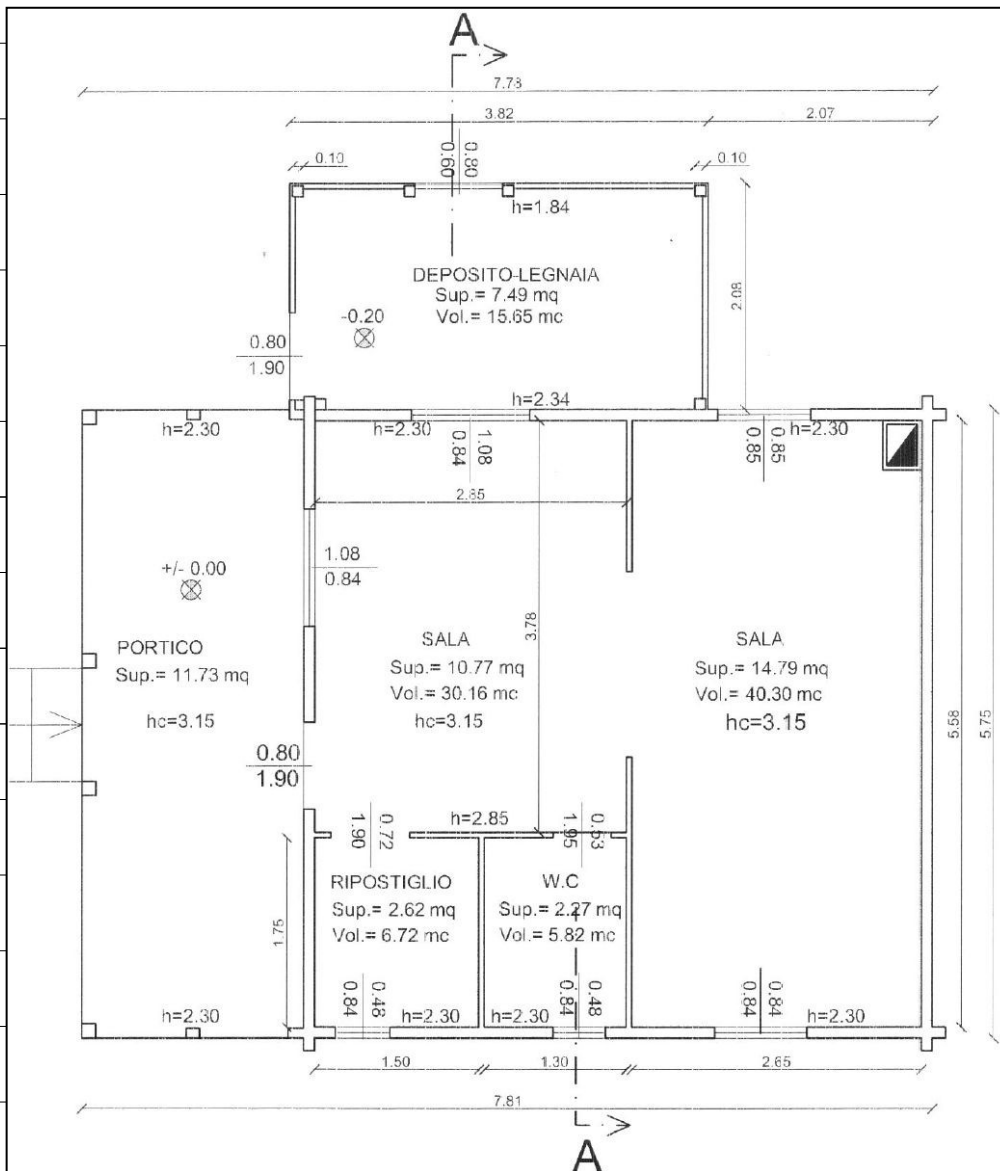 A
7.78
3.82
2.07
0.10
0.60
0.80
0.10
h=1.84
DEPOSITO-LEGNAIA
Sup.= 7.49 mq
Vol.= 15.65 mc
2.08
-0.20
0.80
1.90
h=2.34
h=2.30
h=2.30
h=2.30
0.84
1.08
0.85
0.85
2.85
+/- 0.00
1.08
0.84
3.78
PORTICO
Sup.= 11.73 mq
hc=3.15
SALA
Sup.= 10.77 mq
Vol.= 30.16 mc
hc=3.15
SALA
Sup.= 14.79 mq
Vol.= 40.30 mc
hc=3.15
5.58
5.75
0.80
1.90
h=2.85
1.90
0.72
1.95
0.53
RIPOSTIGLIO
Sup.= 2.62 mq
Vol.= 6.72 mc
W.C
Sup.= 2.27 mq
Vol.= 5.82 mc
1.75
0.84
0.48
0.84
0.48
0.84
0.84
h=2.30
h=2.30
h=2.30
h=2.30
1.50
1.30
2.65
7.81
A